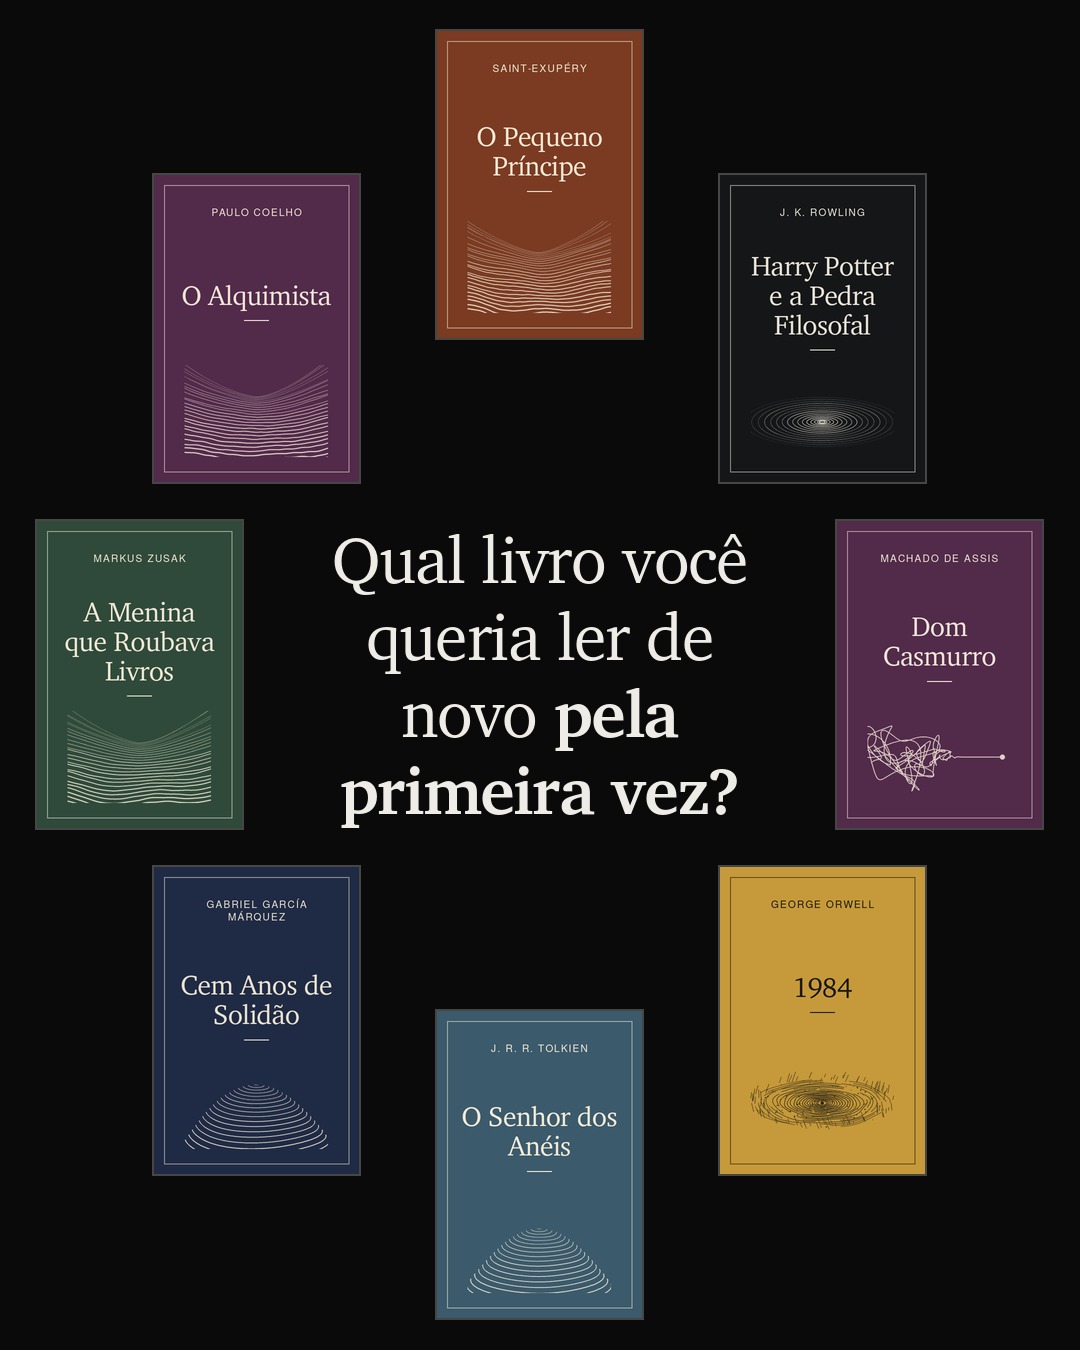 SAINT-EXUPÉRY
O Pequeno
Príncipe
PAULO COELHO
O Alquimista
J. K. ROWLING
Harry Potter
e a Pedra
Filosofal
MARKUS ZUSAK
A Menina
que Roubava
Livros
Qual livro você
queria ler de
novo pela
primeira vez?
MACHADO DE ASSIS
Dom
Casmurro
GABRIEL GARCÍA
MÁRQUEZ
Cem Anos de
Solidão
GEORGE ORWELL
1984
J. R. R. TOLKIEN
O Senhor dos
Anéis